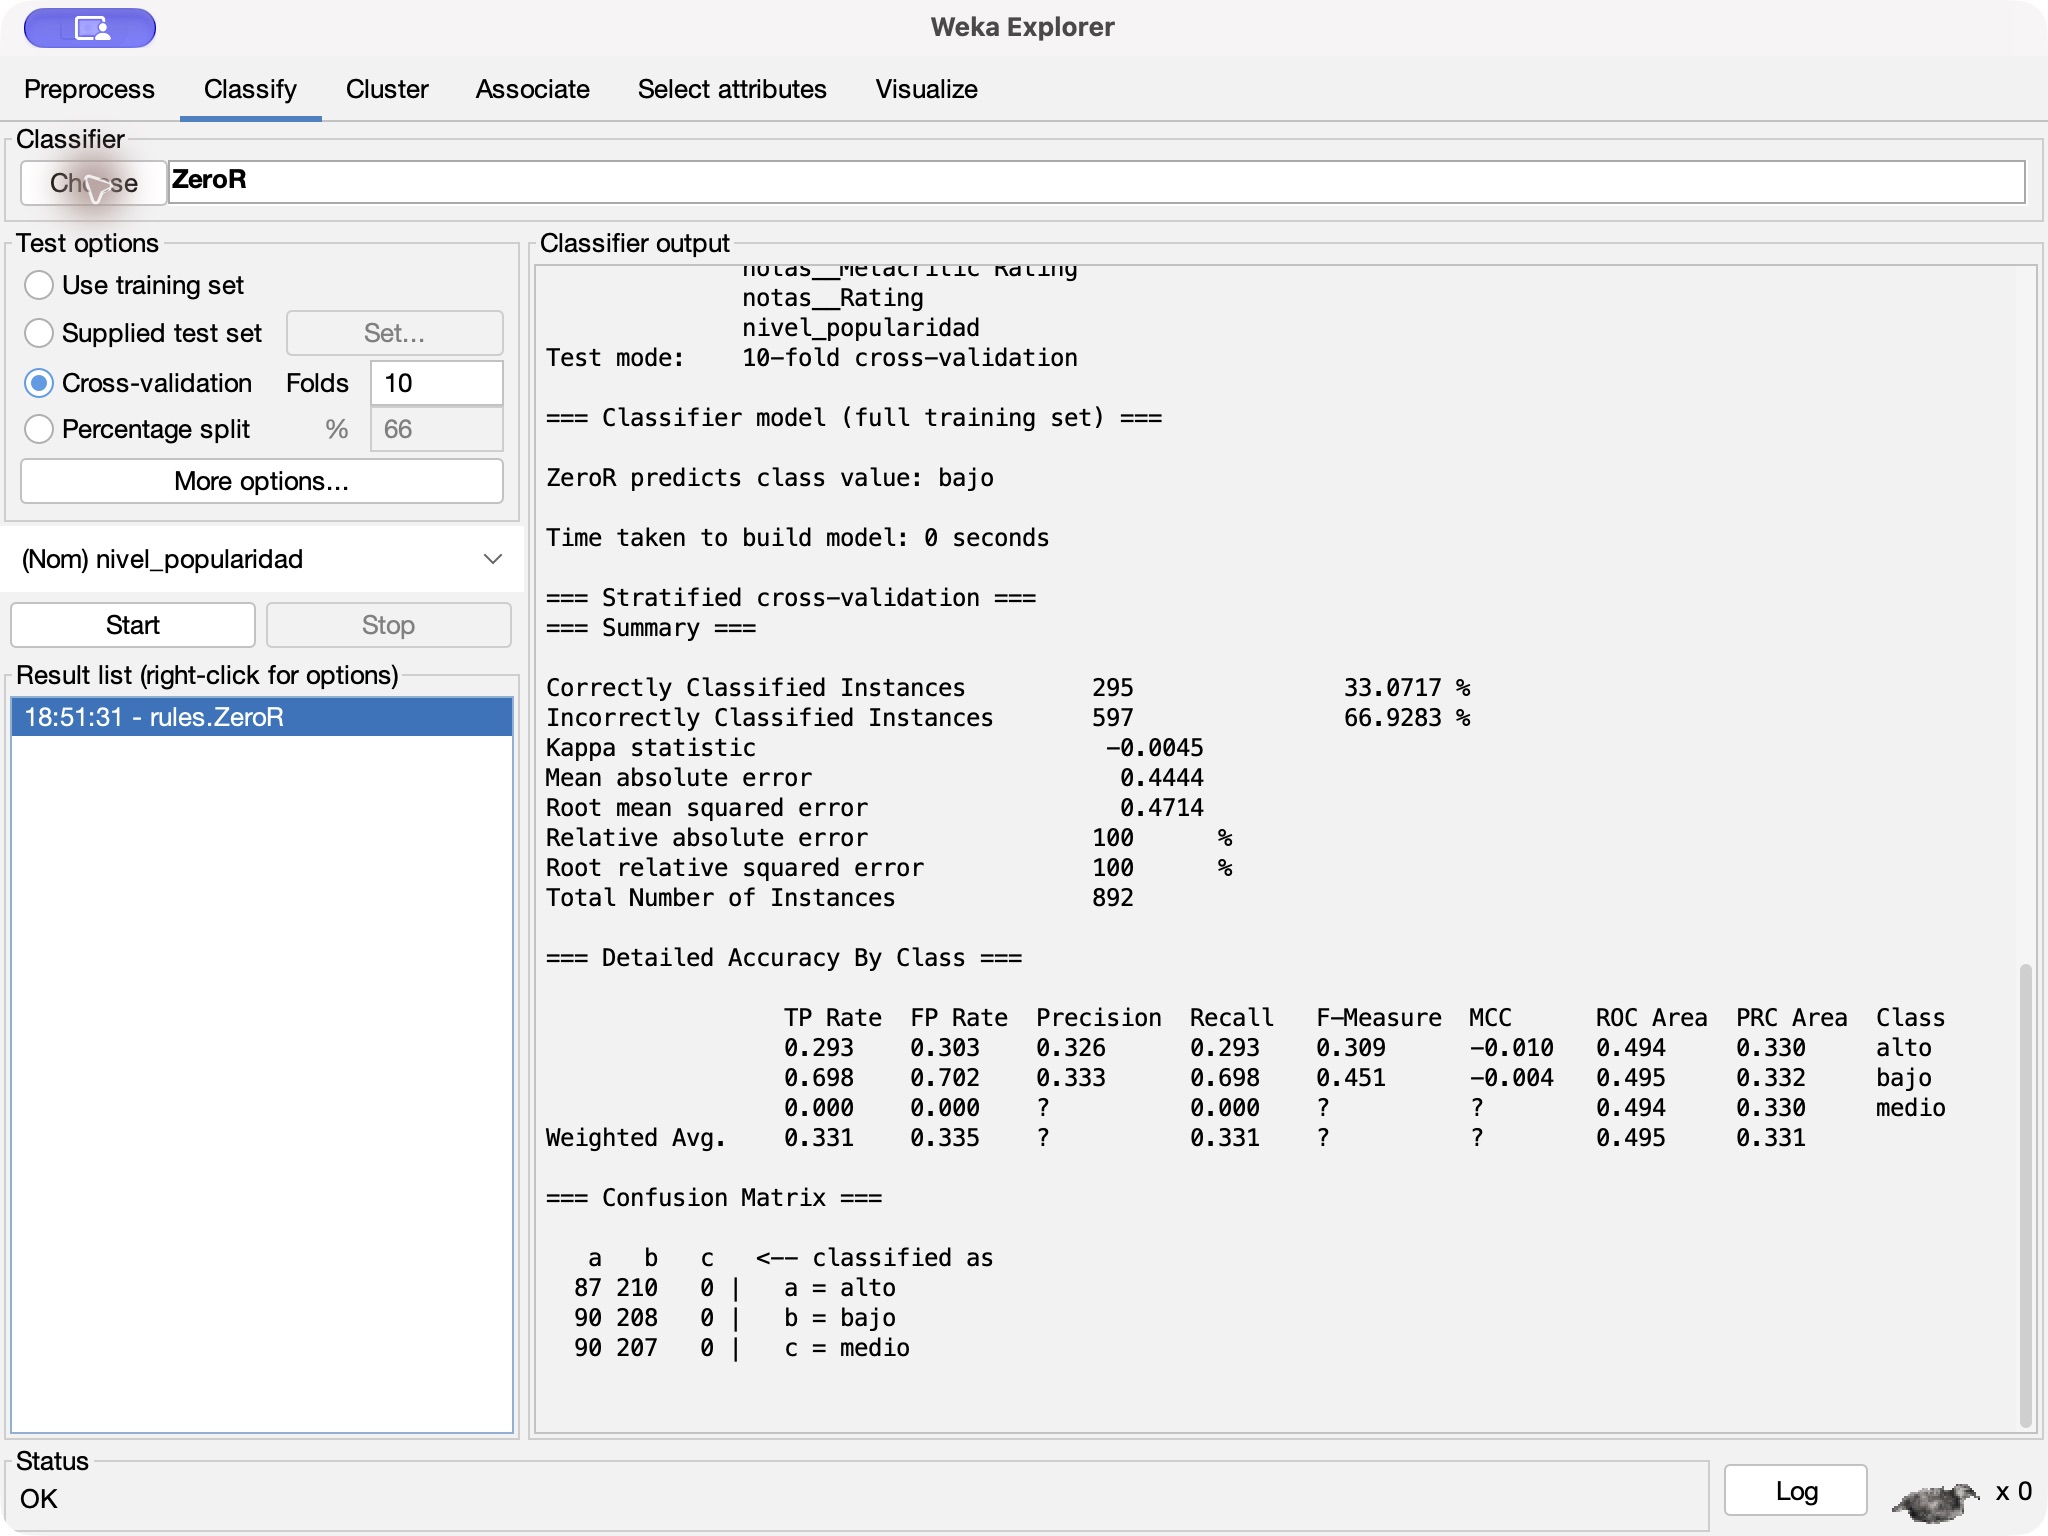 Weka Explorer
Preprocess Classify Cluster Associate Select attributes Visualize
Classifier
Choose ZeroR
Test options
Use training set
Supplied test set Set...
Cross-validation Folds 10
Percentage split % 66
More options...
(Nom) nivel_popularidad
Start Stop
Result list (right-click for options)
18:51:31 - rules.ZeroR
Classifier output
notas__Metacritic Rating
notas__Rating
nivel_popularidad
Test mode: 10-fold cross-validation
=== Classifier model (full training set) ===
ZeroR predicts class value: bajo
Time taken to build model: 0 seconds
=== Stratified cross-validation ===
=== Summary ===
Correctly Classified Instances 295 33.0717 %
Incorrectly Classified Instances 597 66.9283 %
Kappa statistic -0.0045
Mean absolute error 0.4444
Root mean squared error 0.4714
Relative absolute error 100 %
Root relative squared error 100 %
Total Number of Instances 892
=== Detailed Accuracy By Class ===
TP Rate FP Rate Precision Recall F-Measure MCC ROC Area PRC Area Class
0.293 0.303 0.326 0.293 0.309 -0.010 0.494 0.330 alto
0.698 0.702 0.333 0.698 0.451 -0.004 0.495 0.332 bajo
0.000 0.000 ? 0.000 ? ? 0.494 0.330 medio
Weighted Avg. 0.331 0.335 ? 0.331 ? ? 0.495 0.331
=== Confusion Matrix ===
a b c <-- classified as
87 210 0 | a = alto
90 208 0 | b = bajo
90 207 0 | c = medio
Status
OK
Log
x 0